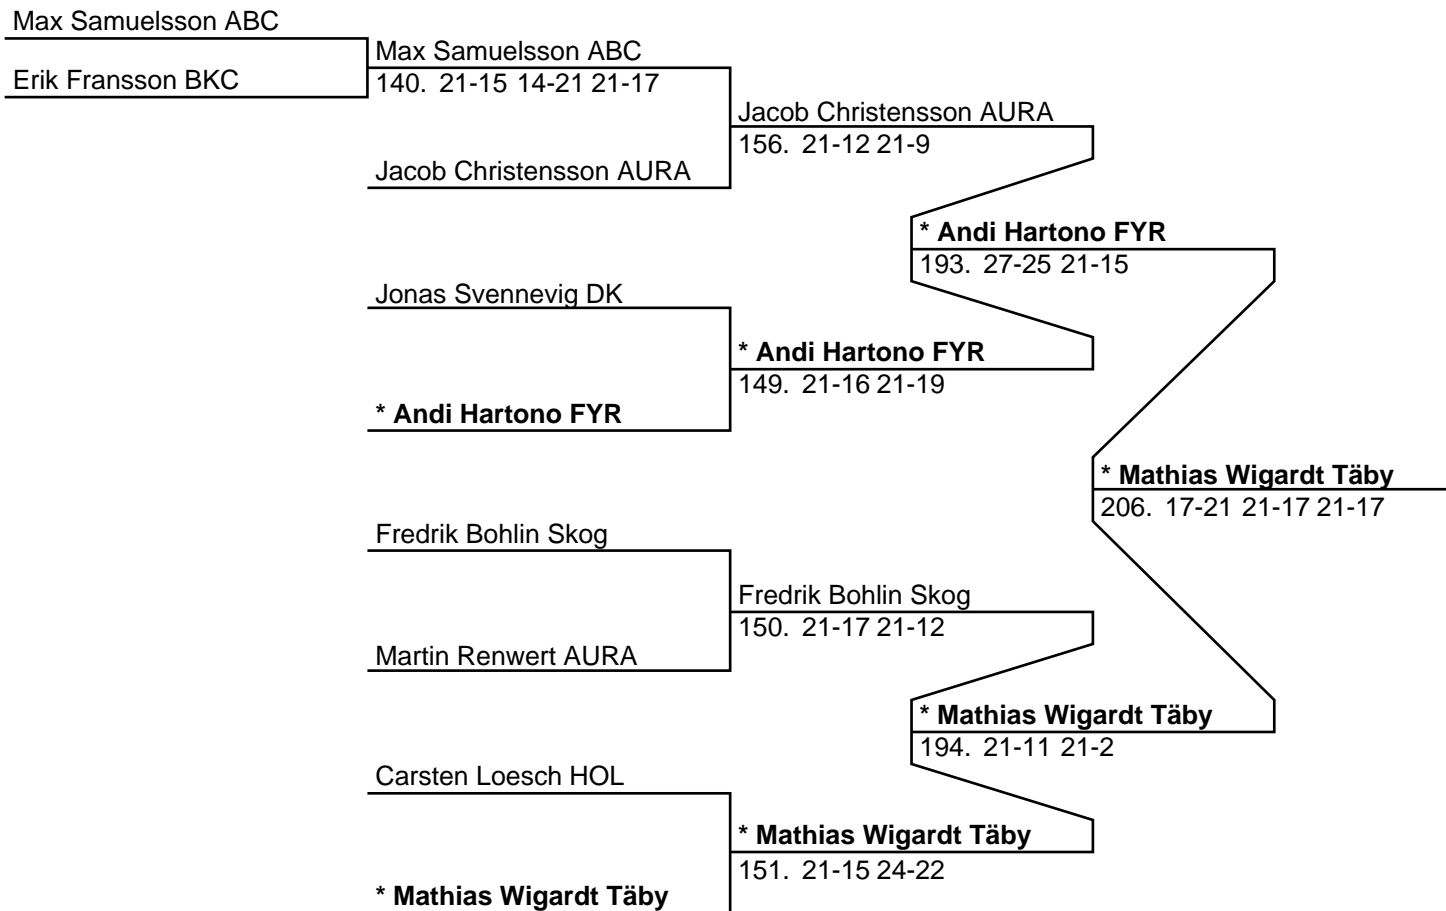 Max Samuelsson ABC
Max Samuelsson ABC
Erik Fransson BKC
140. 21-15 14-21 21-17
Jacob Christensson AURA
156. 21-12 21-9
Jacob Christensson AURA
* Andi Hartono FYR
193. 27-25 21-15
Jonas Svennevig DK
* Andi Hartono FYR
149. 21-16 21-19
* Andi Hartono FYR
* Mathias Wigardt Täby
206. 17-21 21-17 21-17
Fredrik Bohlin Skog
Fredrik Bohlin Skog
150. 21-17 21-12
Martin Renwert AURA
* Mathias Wigardt Täby
194. 21-11 21-2
Carsten Loesch HOL
* Mathias Wigardt Täby
151. 21-15 24-22
* Mathias Wigardt Täby